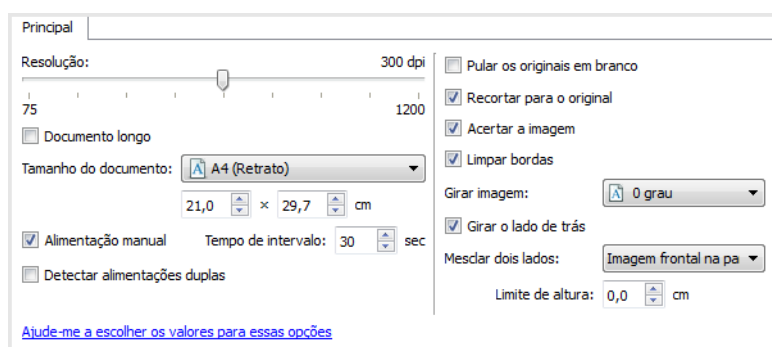 Principal
Resolução: 300 dpi
75 1200
Documento longo
Tamanho do documento: A4 (Retrato)
21,0 × 29,7 cm
Alimentação manual Tempo de intervalo: 30 sec
Detectar alimentações duplas
Ajude-me a escolher os valores para essas opções
Pular os originais em branco
Recortar para o original
Acertar a imagem
Limpar bordas
Girar imagem: 0 grau
Girar o lado de trás
Mesclar dois lados: Imagem frontal na pa
Limite de altura: 0,0 cm